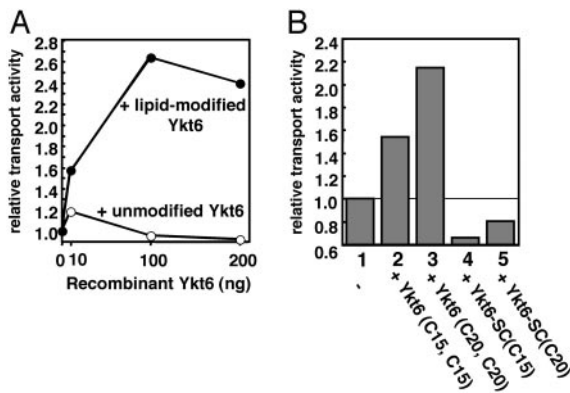 A
relative transport activity
2.8
2.6
2.4
2.2
2.0
1.8
1.6
1.4
1.2
1.0
+ lipid-modified
Ykt6
+ unmodified Ykt6
0 10 100 200
Recombinant Ykt6 (ng)
B
relative transport activity
2.4
2.2
2.0
1.8
1.6
1.4
1.2
1.0
0.8
0.6
1 2 3 4 5
-
+ Ykt6 (C15, C15)
+ Ykt6 (C20, C20)
+ Ykt6-SC(C15)
+ Ykt6-SC(C20)